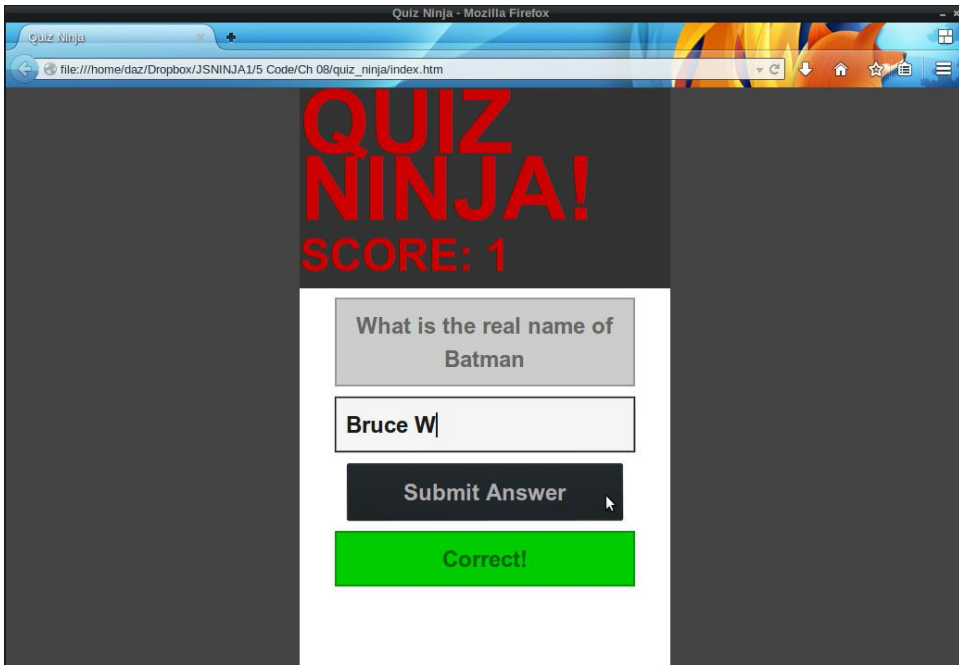 Quiz Ninja - Mozilla Firefox
Quiz Ninja
file:///home/daz/Dropbox/JSNINJA1/5 Code/Ch 08/quiz_ninja/index.htm
QUIZ
NINJA!
SCORE: 1
What is the real name of
Batman
Bruce W
Submit Answer
Correct!